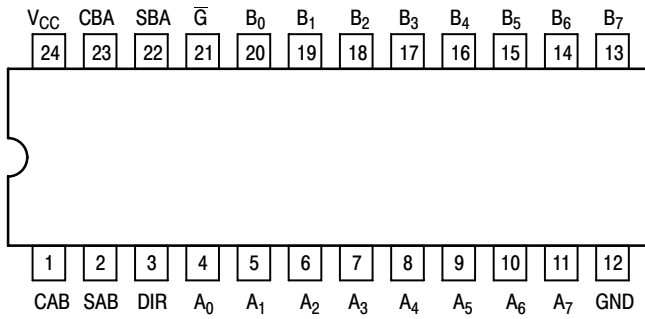 V_CC CBA SBA G̅ B₀ B₁ B₂ B₃ B₄ B₅ B₆ B₇
24 23 22 21 20 19 18 17 16 15 14 13
1 2 3 4 5 6 7 8 9 10 11 12
CAB SAB DIR A₀ A₁ A₂ A₃ A₄ A₅ A₆ A₇ GND